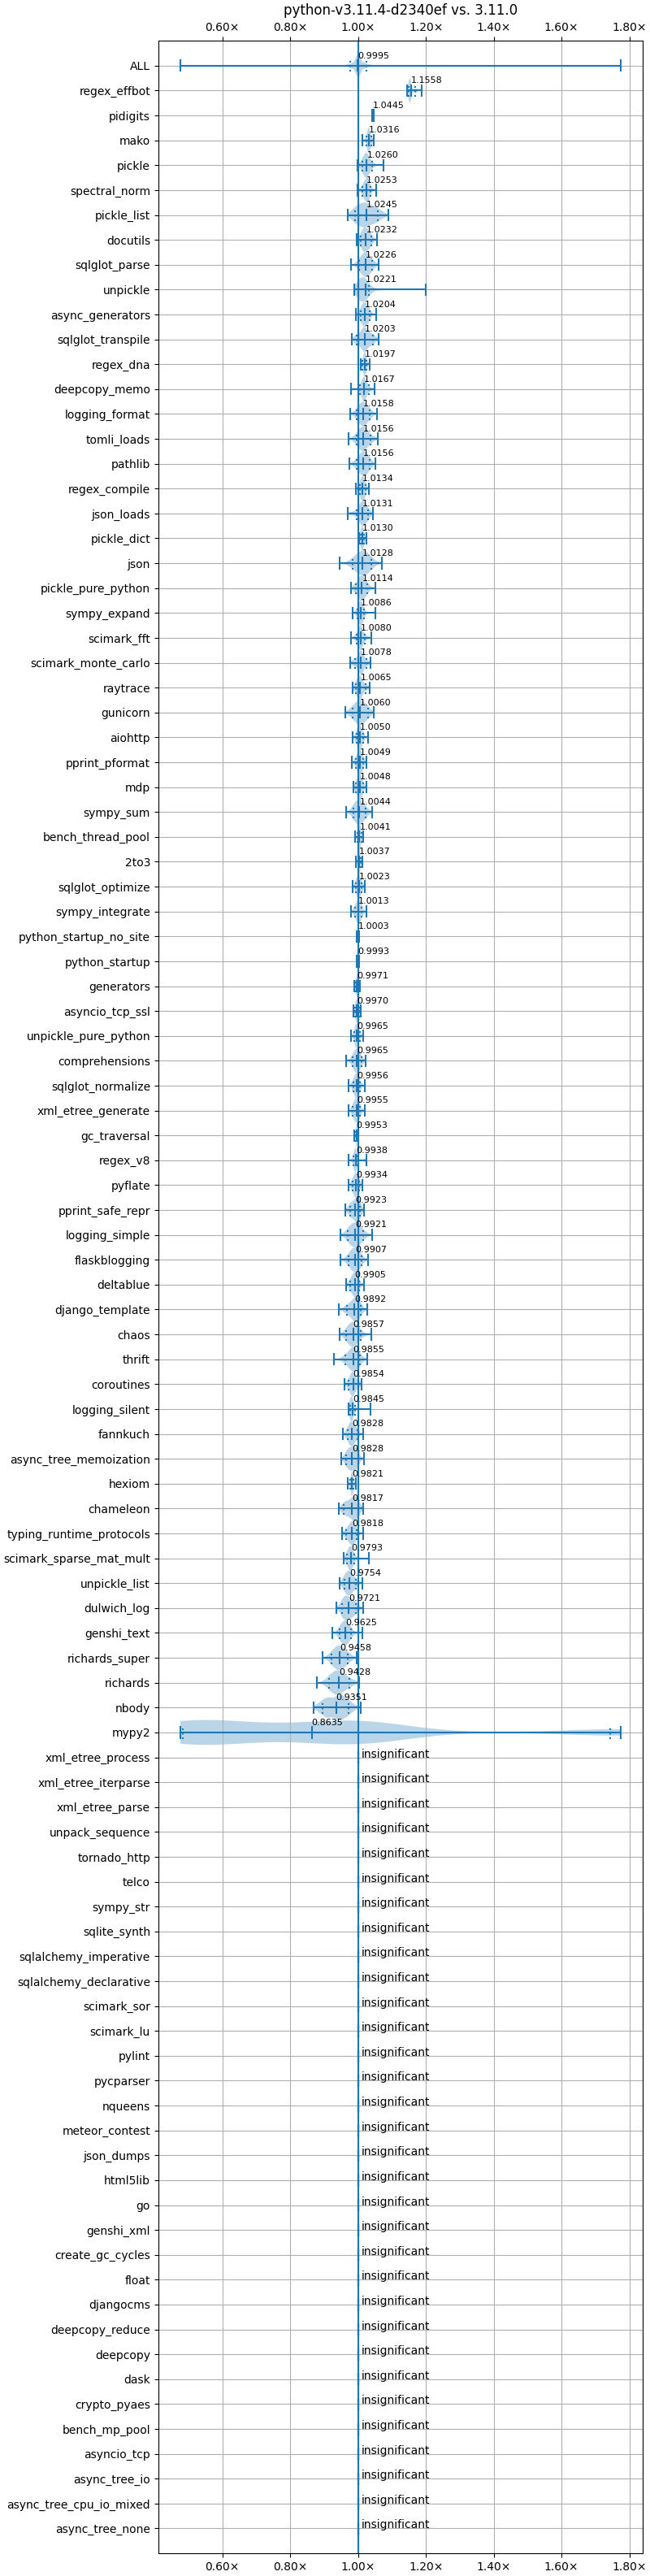 python-v3.11.4-d2340ef vs. 3.11.0
0.60× 0.80× 1.00× 1.20× 1.40× 1.60× 1.80×
ALL 0.9995
regex_effbot 1.1558
pidigits 1.0445
mako 1.0316
pickle 1.0260
spectral_norm 1.0253
pickle_list 1.0245
docutils 1.0232
sqlglot_parse 1.0226
unpickle 1.0221
async_generators 1.0204
sqlglot_transpile 1.0203
regex_dna 1.0197
deepcopy_memo 1.0167
logging_format 1.0158
tomli_loads 1.0156
pathlib 1.0156
regex_compile 1.0134
json_loads 1.0131
pickle_dict 1.0130
json 1.0128
pickle_pure_python 1.0114
sympy_expand 1.0086
scimark_fft 1.0080
scimark_monte_carlo 1.0078
raytrace 1.0065
gunicorn 1.0060
aiohttp 1.0050
pprint_pformat 1.0049
mdp 1.0048
sympy_sum 1.0044
bench_thread_pool 1.0041
2to3 1.0037
sqlglot_optimize 1.0023
sympy_integrate 1.0013
python_startup_no_site 1.0003
python_startup 0.9993
generators 0.9971
asyncio_tcp_ssl 0.9970
unpickle_pure_python 0.9965
comprehensions 0.9965
sqlglot_normalize 0.9956
xml_etree_generate 0.9955
gc_traversal 0.9953
regex_v8 0.9938
pyflate 0.9934
pprint_safe_repr 0.9923
logging_simple 0.9921
flaskblogging 0.9907
deltablue 0.9905
django_template 0.9892
chaos 0.9857
thrift 0.9855
coroutines 0.9854
logging_silent 0.9845
fannkuch 0.9828
async_tree_memoization 0.9828
hexiom 0.9821
chameleon 0.9817
typing_runtime_protocols 0.9818
scimark_sparse_mat_mult 0.9793
unpickle_list 0.9754
dulwich_log 0.9721
genshi_text 0.9625
richards_super 0.9458
richards 0.9428
nbody 0.9351
mypy2 0.8635
xml_etree_process insignificant
xml_etree_iterparse insignificant
xml_etree_parse insignificant
unpack_sequence insignificant
tornado_http insignificant
telco insignificant
sympy_str insignificant
sqlite_synth insignificant
sqlalchemy_imperative insignificant
sqlalchemy_declarative insignificant
scimark_sor insignificant
scimark_lu insignificant
pylint insignificant
pycparser insignificant
nqueens insignificant
meteor_contest insignificant
json_dumps insignificant
html5lib insignificant
go insignificant
genshi_xml insignificant
create_gc_cycles insignificant
float insignificant
djangocms insignificant
deepcopy_reduce insignificant
deepcopy insignificant
dask insignificant
crypto_pyaes insignificant
bench_mp_pool insignificant
asyncio_tcp insignificant
async_tree_io insignificant
async_tree_cpu_io_mixed insignificant
async_tree_none insignificant
0.60× 0.80× 1.00× 1.20× 1.40× 1.60× 1.80×